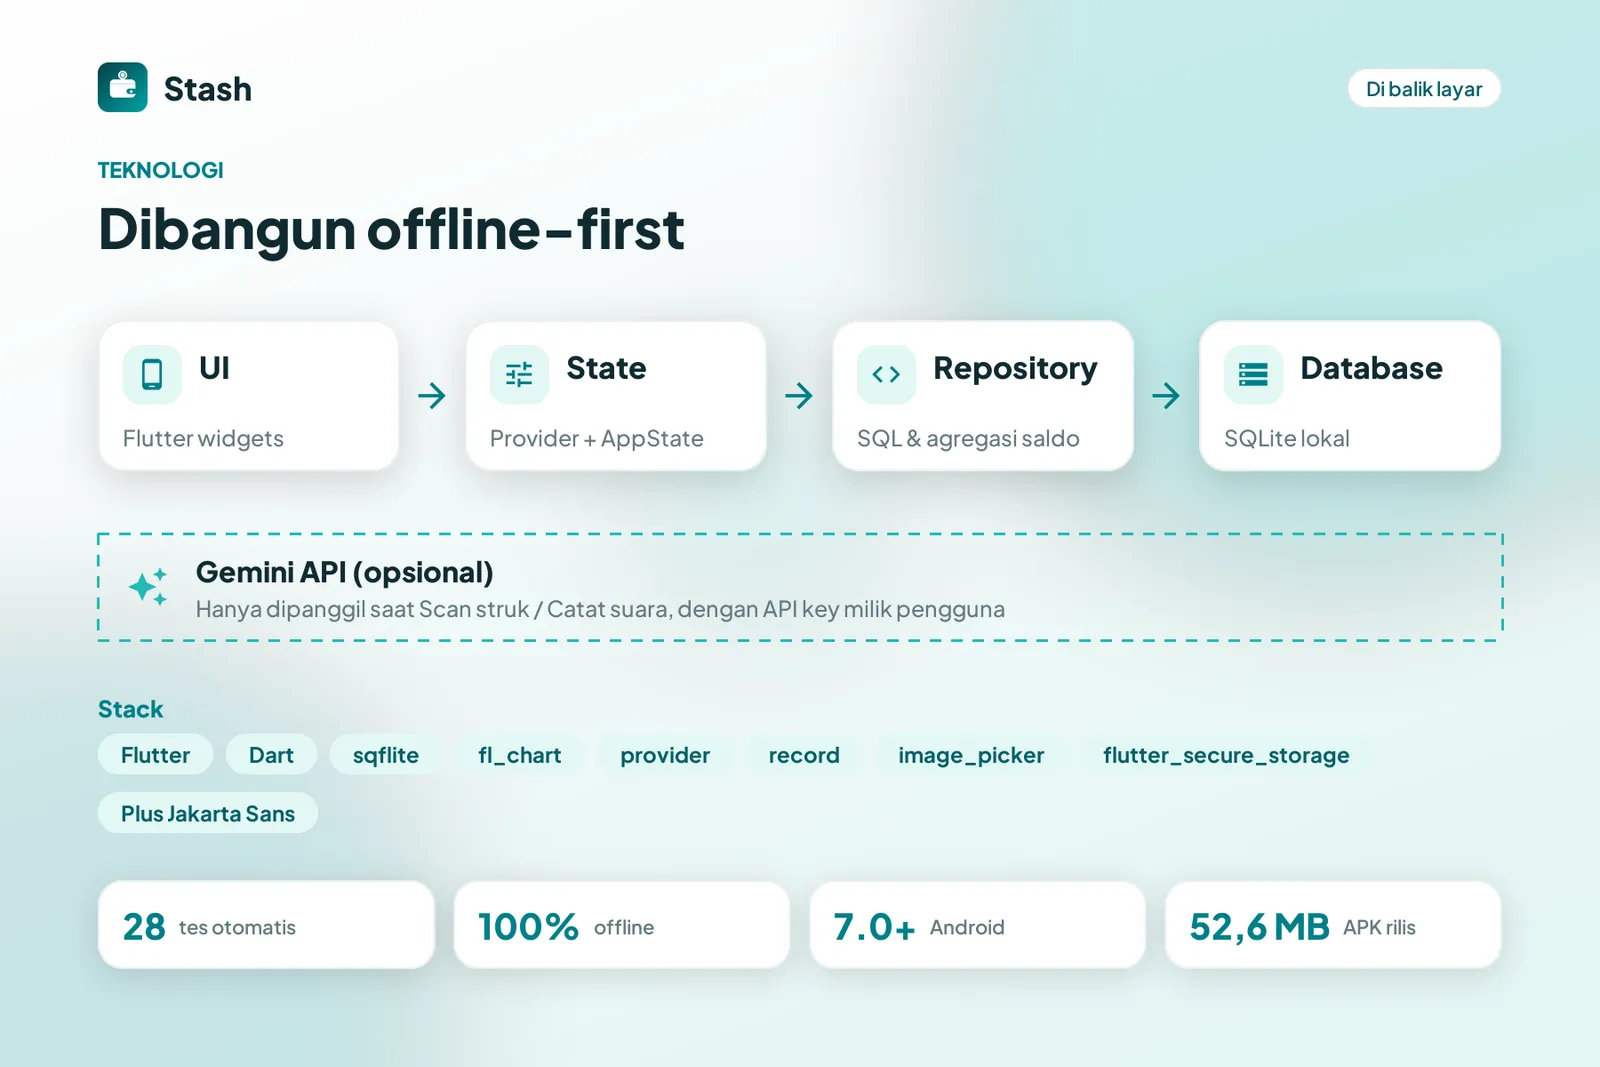 Stash
Di balik layar
TEKNOLOGI
Dibangun offline-first
UI
Flutter widgets
State
Provider + AppState
Repository
SQL & agregasi saldo
Database
SQLite lokal
Gemini API (opsional)
Hanya dipanggil saat Scan struk / Catat suara, dengan API key milik pengguna
Stack
Flutter
Dart
sqflite
fl_chart
provider
record
image_picker
flutter_secure_storage
Plus Jakarta Sans
28 tes otomatis
100% offline
7.0+ Android
52,6 MB APK rilis